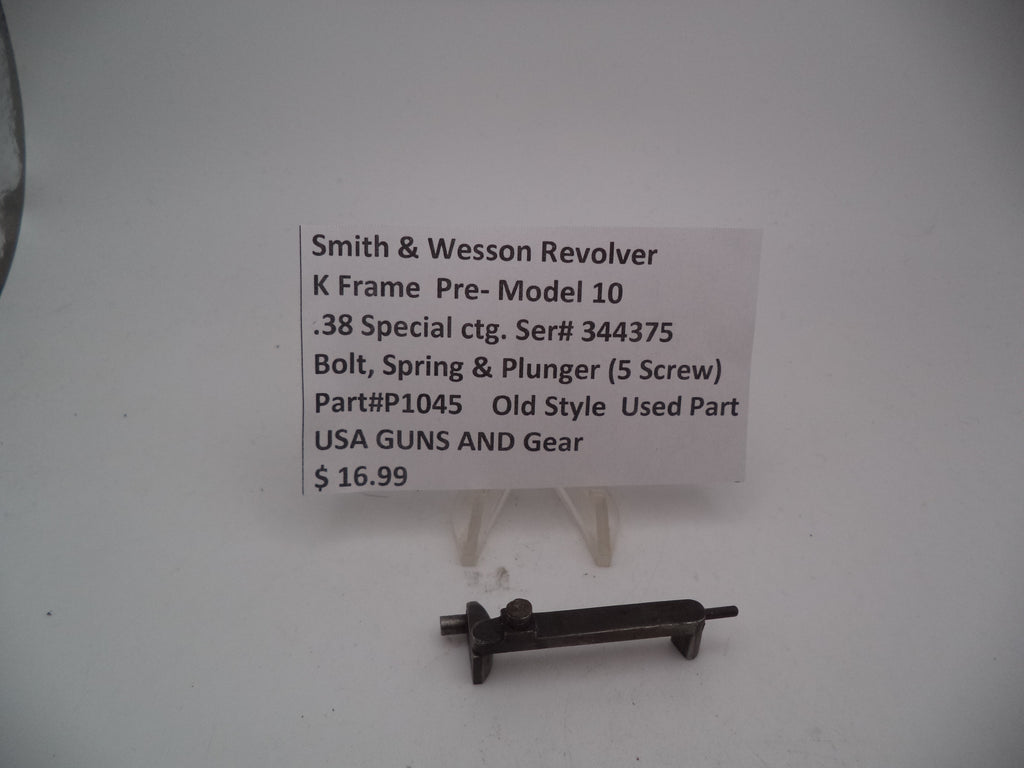 Smith & Wesson Revolver
K Frame Pre- Model 10
.38 Special ctg. Ser# 344375
Bolt, Spring & Plunger (5 Screw)
Part#P1045 Old Style Used Part
USA GUNS AND Gear
$ 16.99